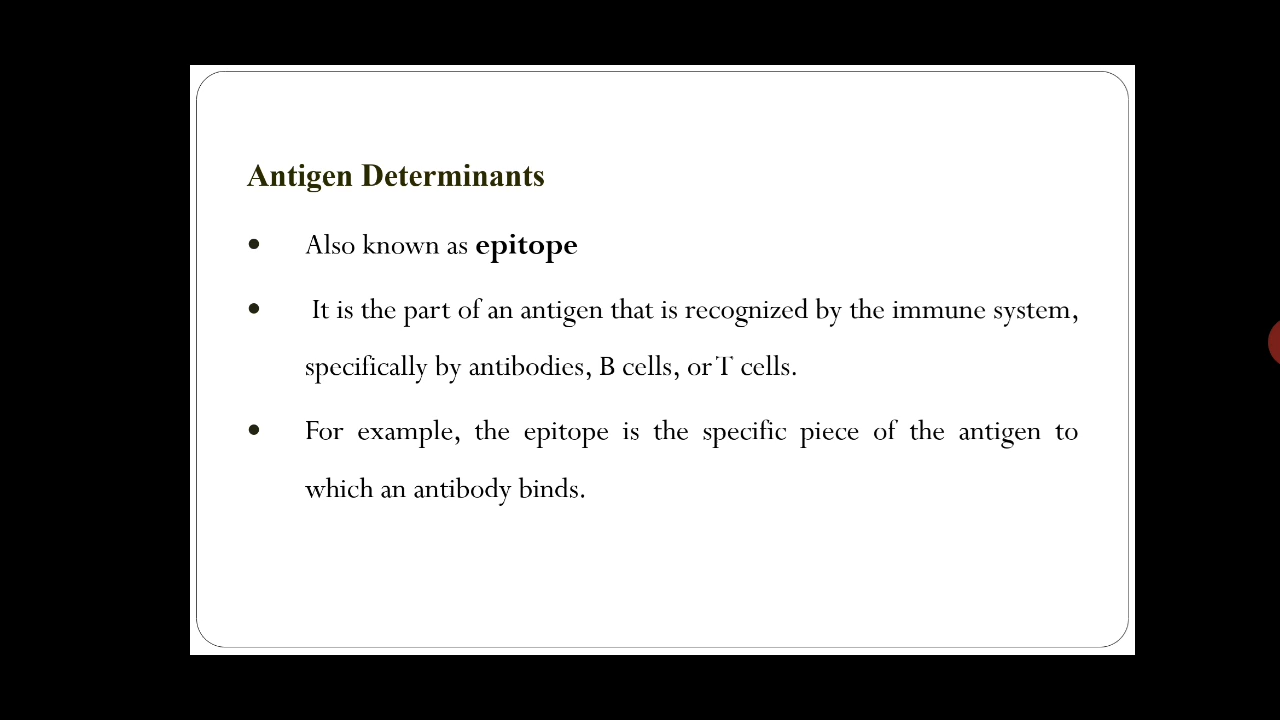 Antigen Determinants
• Also known as epitope
• It is the part of an antigen that is recognized by the immune system,
specifically by antibodies, B cells, or T cells.
• For example, the epitope is the specific piece of the antigen to
which an antibody binds.